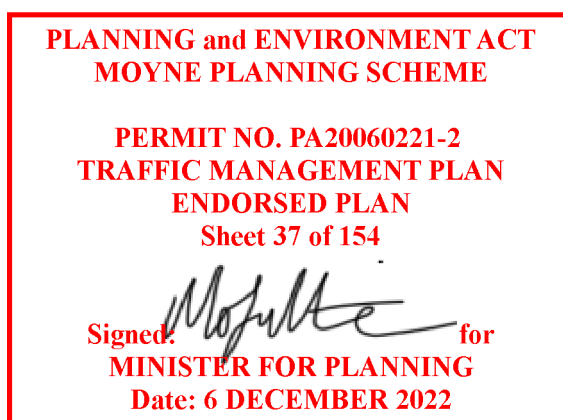 PLANNING and ENVIRONMENT ACT
MOYNE PLANNING SCHEME
PERMIT NO. PA20060221-2
TRAFFIC MANAGEMENT PLAN
ENDORSED PLAN
Sheet 37 of 154
Signed: for
MINISTER FOR PLANNING
Date: 6 DECEMBER 2022